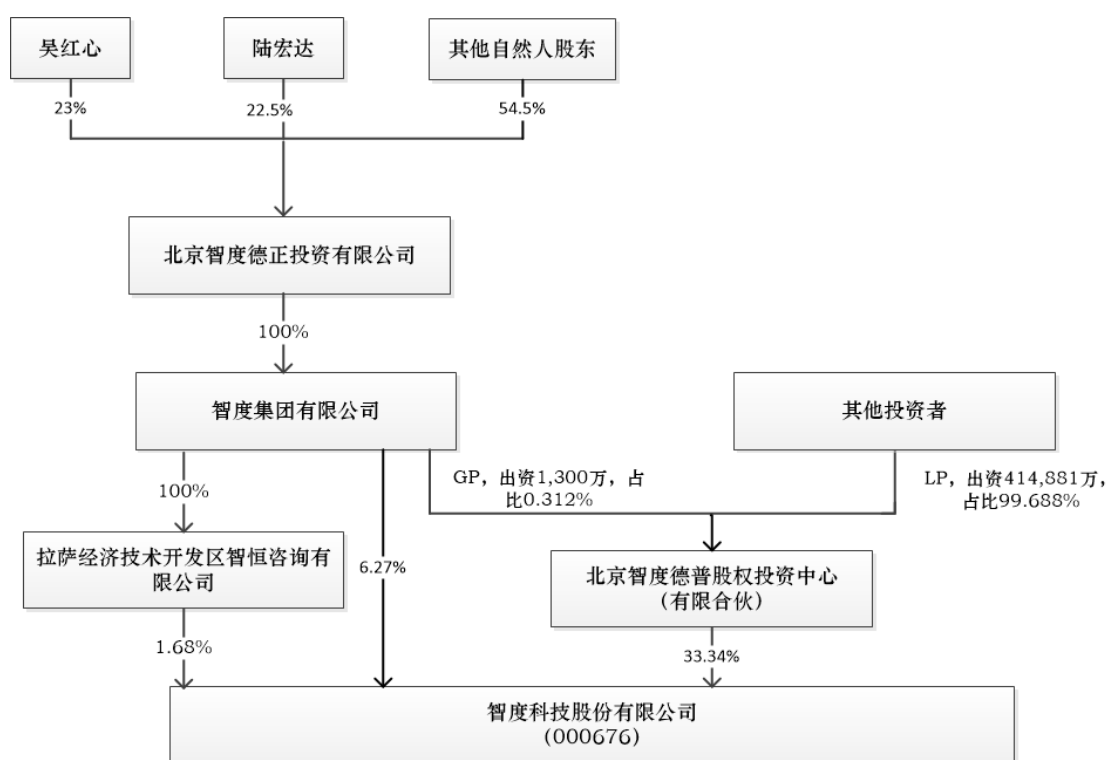 吴红心
陆宏达
其他自然人股东
23%
22.5%
54.5%
北京智度德正投资有限公司
100%
智度集团有限公司
其他投资者
GP，出资1,300万，占
比0.312%
LP，出资414,881万，
占比99.688%
100%
拉萨经济技术开发区智恒咨询有
限公司
6.27%
北京智度德普股权投资中心
（有限合伙）
1.68%
33.34%
智度科技股份有限公司
(000676)